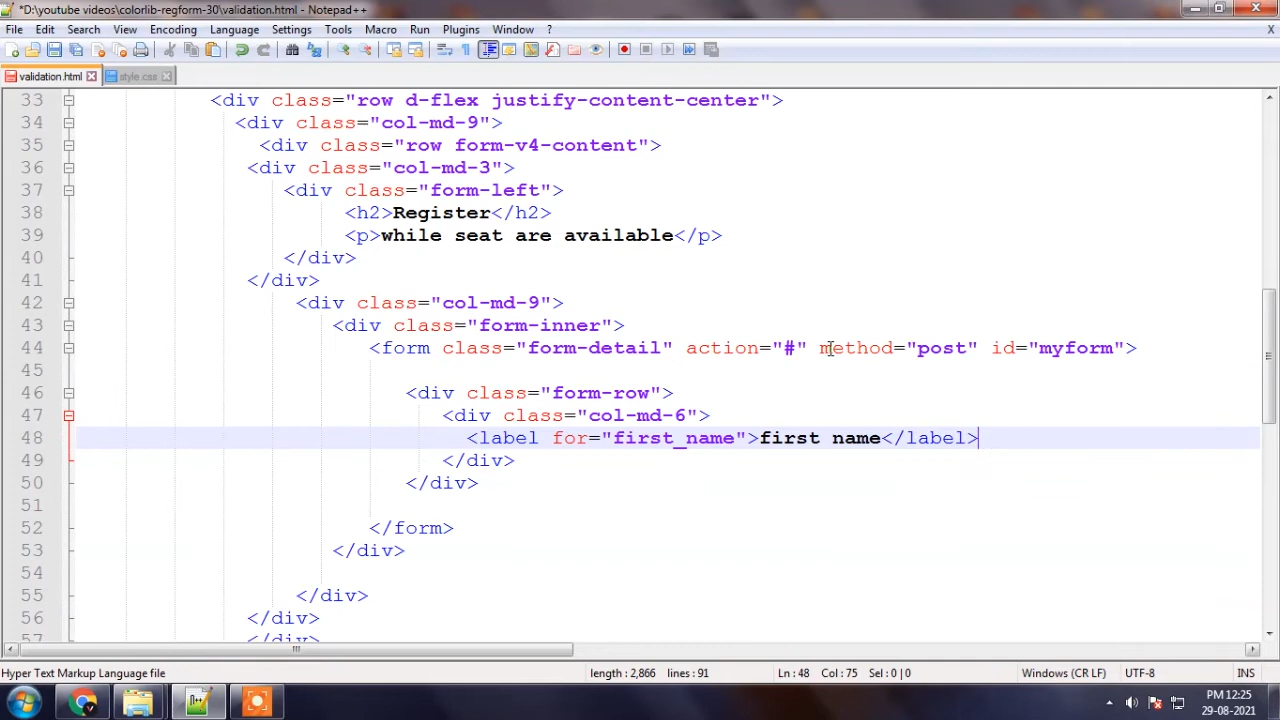 *D:\youtube videos\colorlib-regform-30\validation.html - Notepad++
File Edit Search View Encoding Language Settings Tools Macro Run Plugins Window ? X
validation.html style.css
33 <div class="row d-flex justify-content-center">
34 <div class="col-md-9">
35 <div class="row form-v4-content">
36 <div class="col-md-3">
37 <div class="form-left">
38 <h2>Register</h2>
39 <p>while seat are available</p>
40 </div>
41 </div>
42 <div class="col-md-9">
43 <div class="form-inner">
44 <form class="form-detail" action="#" method="post" id="myform">
45
46 <div class="form-row">
47 <div class="col-md-6">
48 <label for="first_name">first name</label>
49 </div>
50 </div>
51
52 </form>
53 </div>
54
55 </div>
56 </div>
57 </div>
Hyper Text Markup Language file length : 2,866 lines : 91 Ln : 48 Col : 75 Sel : 0 | 0 Windows (CR LF) UTF-8 INS
PM 12:25
29-08-2021